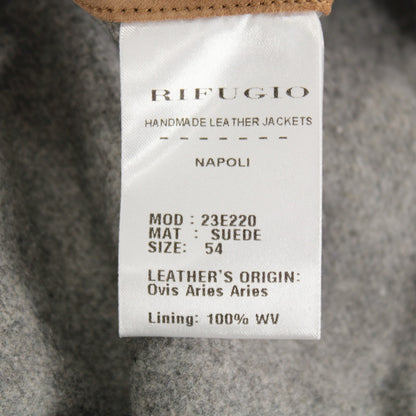 RIFUGIO
HANDMADE LEATHER JACKETS
- - - - - - -
NAPOLI
MOD : 23E220
MAT : SUEDE
SIZE: 54
LEATHER'S ORIGIN:
Ovis Aries Aries
Lining: 100% WV